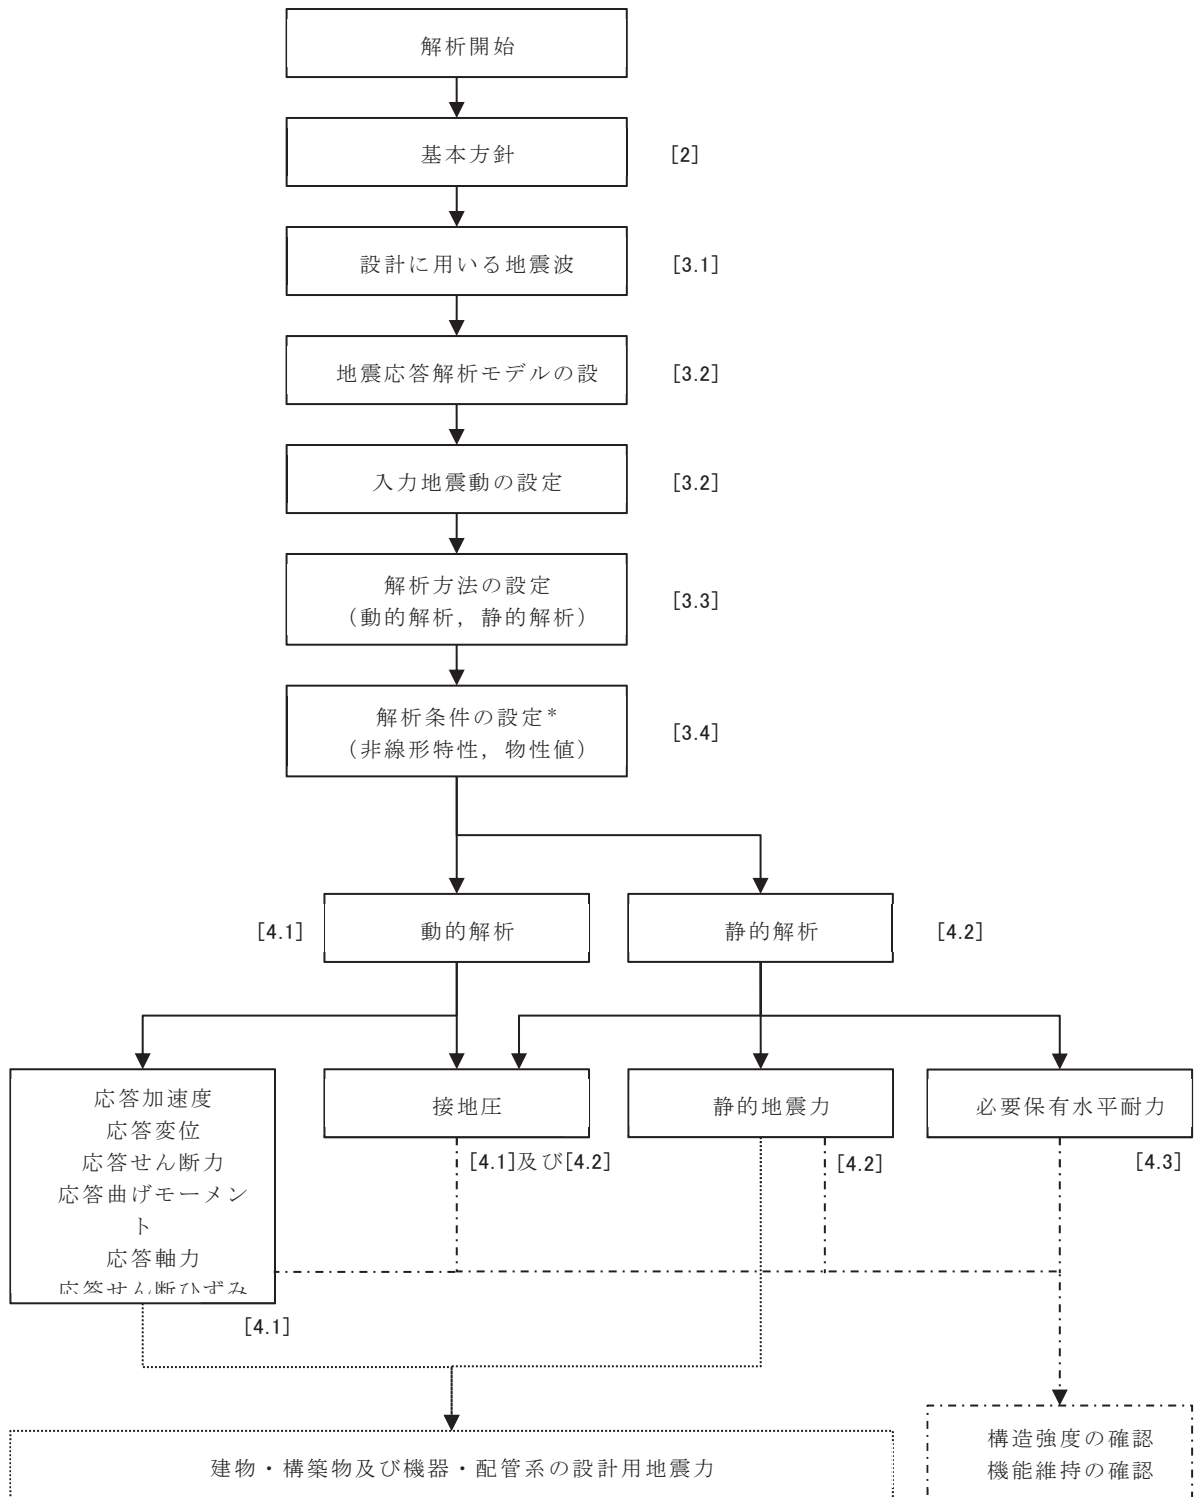 解析開始
基本方針
[2]
設計に用いる地震波
[3.1]
地震応答解析モデルの設
[3.2]
入力地震動の設定
[3.2]
解析方法の設定
（動的解析，静的解析）
[3.3]
解析条件の設定*
（非線形特性，物性値）
[3.4]
[4.1]
動的解析
静的解析
[4.2]
応答加速度
応答変位
応答せん断力
応答曲げモーメン
ト
応答軸力
応答せん断ひずみ
[4.1]
接地圧
[4.1]及び[4.2]
静的地震力
[4.2]
必要保有水平耐力
[4.3]
建物・構築物及び機器・配管系の設計用地震力
構造強度の確認
機能維持の確認